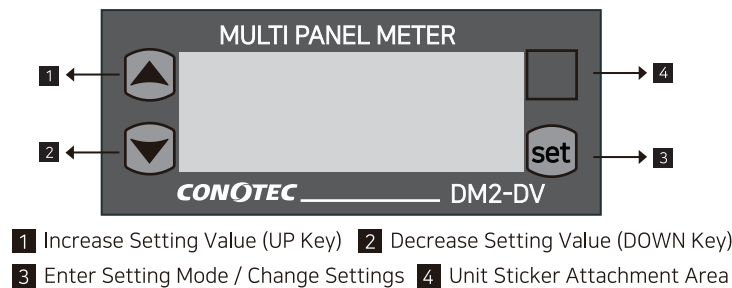 MULTI PANEL METER
1
4
2
set
3
CONOTEC DM2-DV
1 Increase Setting Value (UP Key) 2 Decrease Setting Value (DOWN Key)
3 Enter Setting Mode / Change Settings 4 Unit Sticker Attachment Area